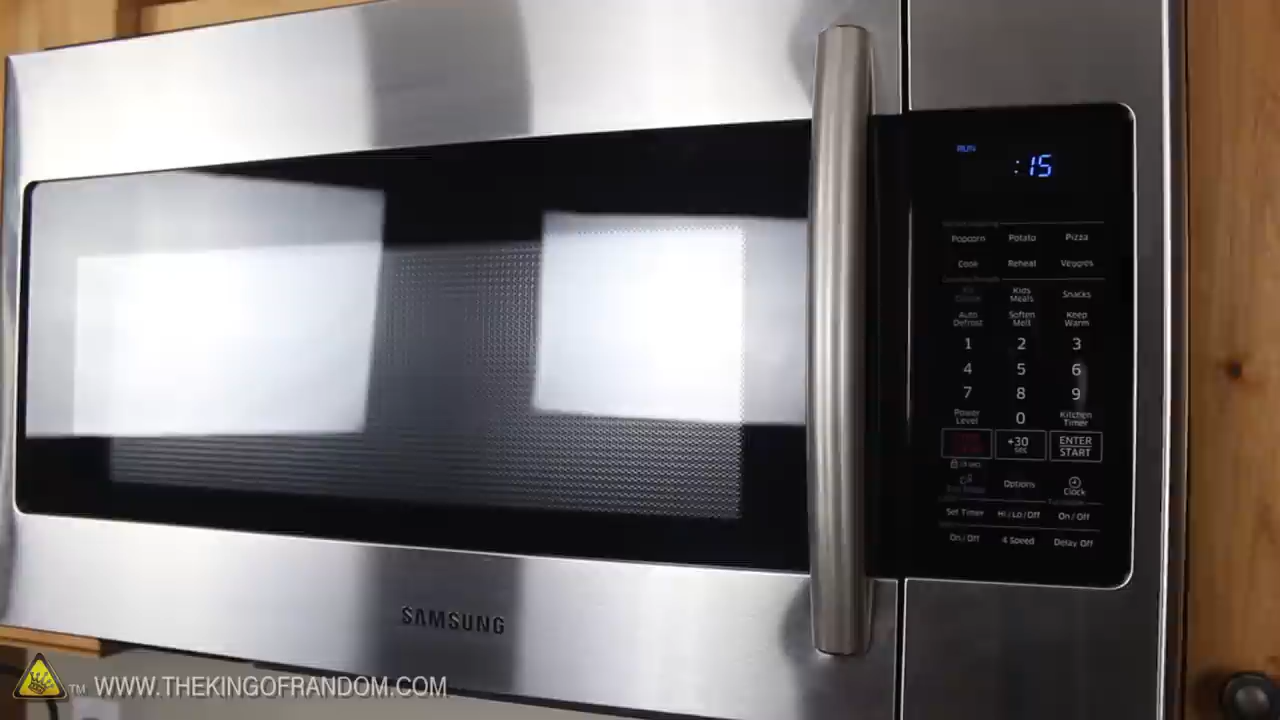 RUN
:15
Popcorn Potato Pizza
Cook Reheat Veggies
Kids Meals Snacks
Auto Defrost Soften Melt Keep Warm
1 2 3
4 5 6
7 8 9
Power Level 0 Kitchen Timer
+30 sec ENTER START
Options Clock
Set Timer Hi/Lo/Off On/Off
On/Off 4 Speed Delay Off
SAMSUNG
TM WWW.THEKINGOFRANDOM.COM